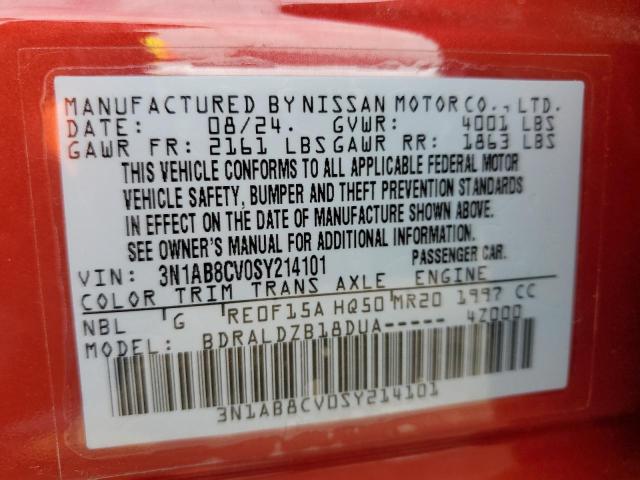 MANUFACTURED BY NISSAN MOTOR CO., LTD.
DATE: 08/24. GVWR: 4001 LBS
GAWR FR: 2161 LBS GAWR RR: 1863 LBS
THIS VEHICLE CONFORMS TO ALL APPLICABLE FEDERAL MOTOR
VEHICLE SAFETY, BUMPER AND THEFT PREVENTION STANDARDS
IN EFFECT ON THE DATE OF MANUFACTURE SHOWN ABOVE.
SEE OWNER'S MANUAL FOR ADDITIONAL INFORMATION.
VIN: 3N1AB8CV0SY214101 PASSENGER CAR.
COLOR TRIM TRANS AXLE ENGINE
NBL G RE0F15A HQ50 MR20 1997 CC
MODEL: BDRALDZB18DUA----- 4Z000
3N1AB8CV0SY214101